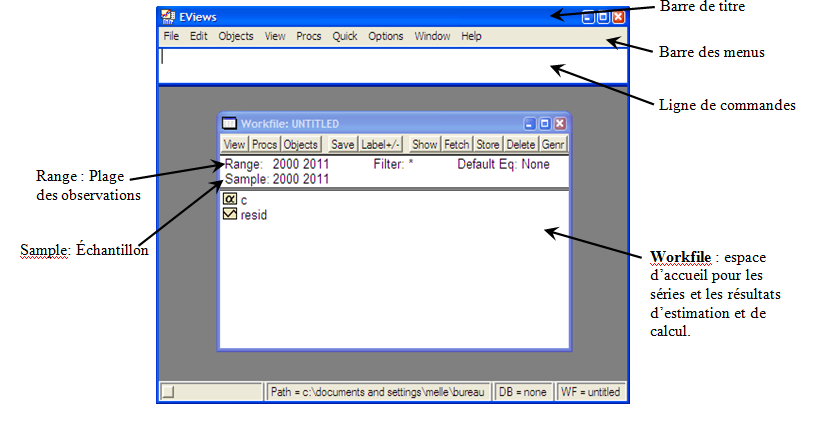 Barre de titre
EViews
File Edit Objects View Procs Quick Options Window Help
Barre des menus
Ligne de commandes
Workfile: UNTITLED
View Procs Objects Save Label+/- Show Fetch Store Delete Genr
Range: 2000 2011 Filter: * Default Eq: None
Sample: 2000 2011
c
resid
Range : Plage
des observations
Sample: Échantillon
Workfile : espace
d’accueil pour les
séries et les résultats
d’estimation et de
calcul.
Path = c:\documents and settings\melle\bureau DB = none WF = untitled